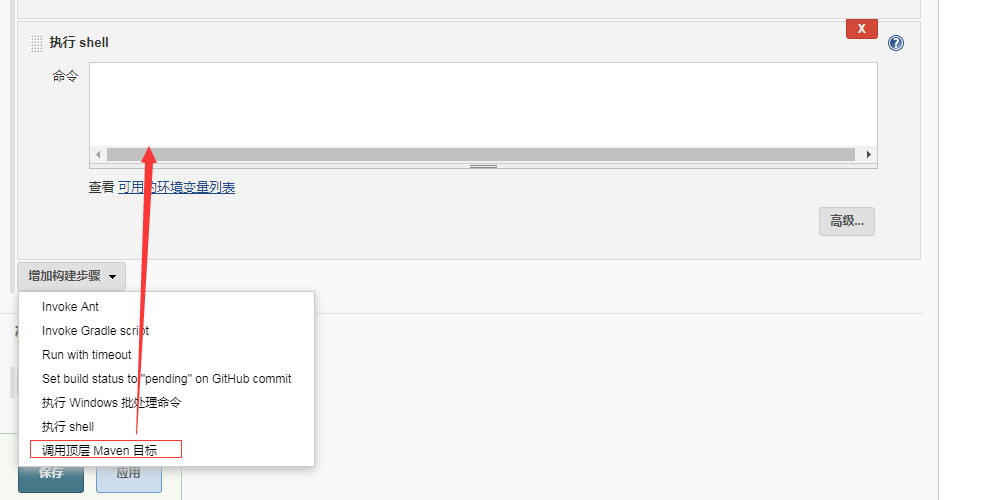 X
执行 shell
?
命令
查看 可用的环境变量列表
高级...
增加构建步骤
Invoke Ant
Invoke Gradle script
Run with timeout
Set build status to "pending" on GitHub commit
执行 Windows 批处理命令
执行 shell
调用顶层 Maven 目标
保存
应用